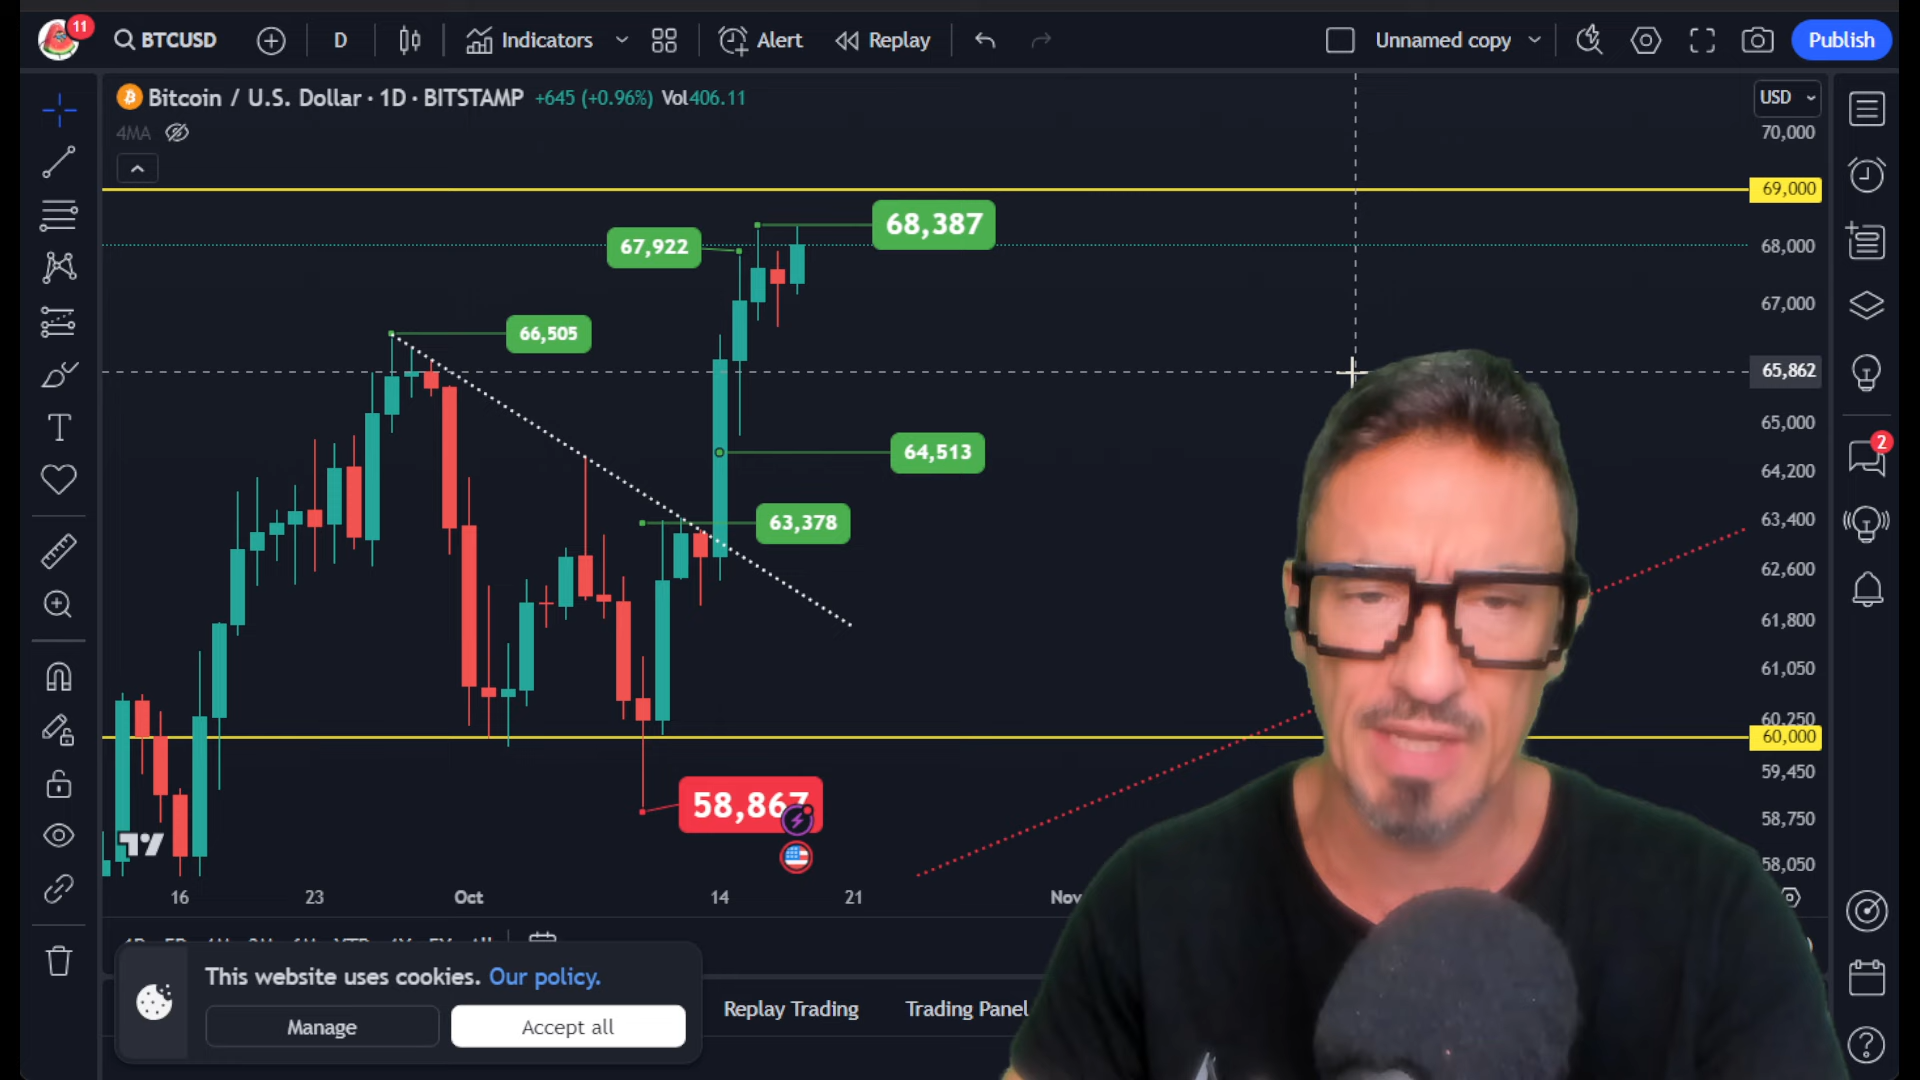 11
BTCUSD
D
Indicators
Alert
Replay
Unnamed copy
Publish
Bitcoin / U.S. Dollar · 1D · BITSTAMP +645 (+0.96%) Vol406.11
USD
4MA
70,000
69,000
68,387
67,922
68,000
67,000
66,505
65,862
65,000
64,513
64,200
2
63,378
63,400
62,600
61,800
61,050
60,250
60,000
59,450
58,867
58,750
58,050
16
23
Oct
14
21
Nov
This website uses cookies. Our policy.
Manage
Accept all
Replay Trading
Trading Panel